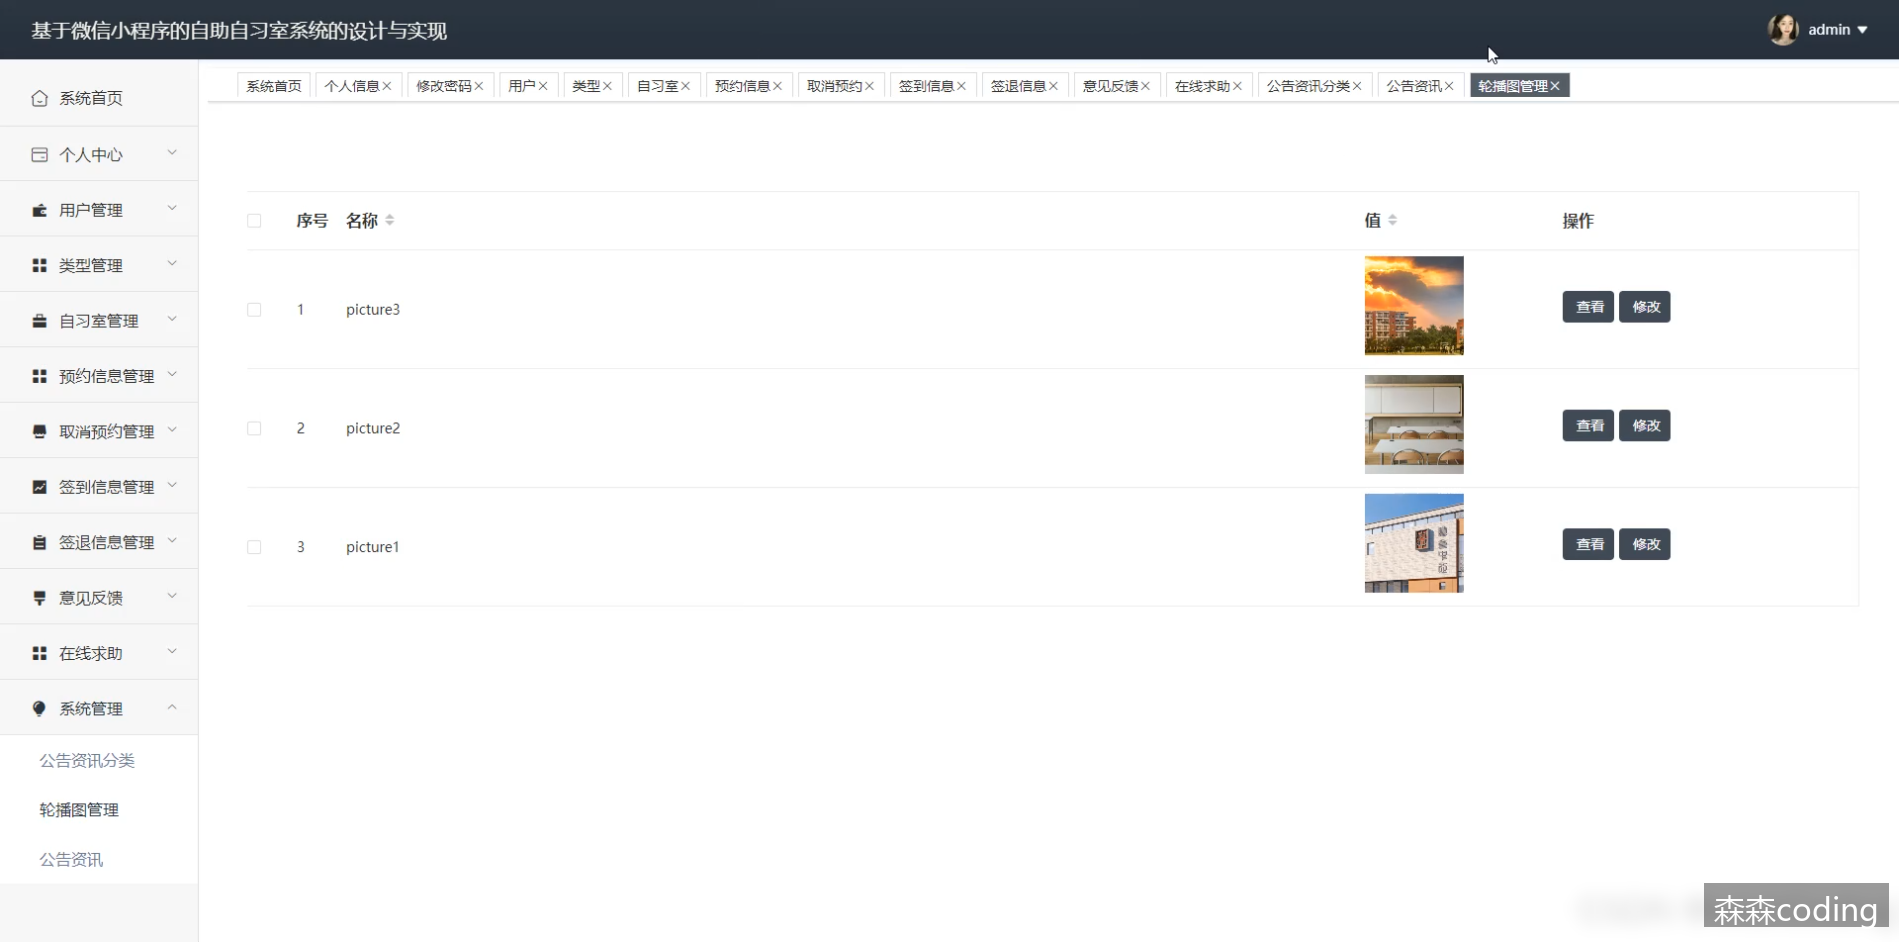 基于微信小程序的自助自习室系统的设计与实现
admin
系统首页 个人信息 修改密码 用户 类型 自习室 预约信息 取消预约 签到信息 签退信息 意见反馈 在线求助 公告资讯分类 公告资讯 轮播图管理
系统首页
个人中心
用户管理
类型管理
自习室管理
预约信息管理
取消预约管理
签到信息管理
签退信息管理
意见反馈
在线求助
系统管理
公告资讯分类
轮播图管理
公告资讯
序号 名称 值 操作
1 picture3 查看 修改
2 picture2 查看 修改
3 picture1 查看 修改
森森coding